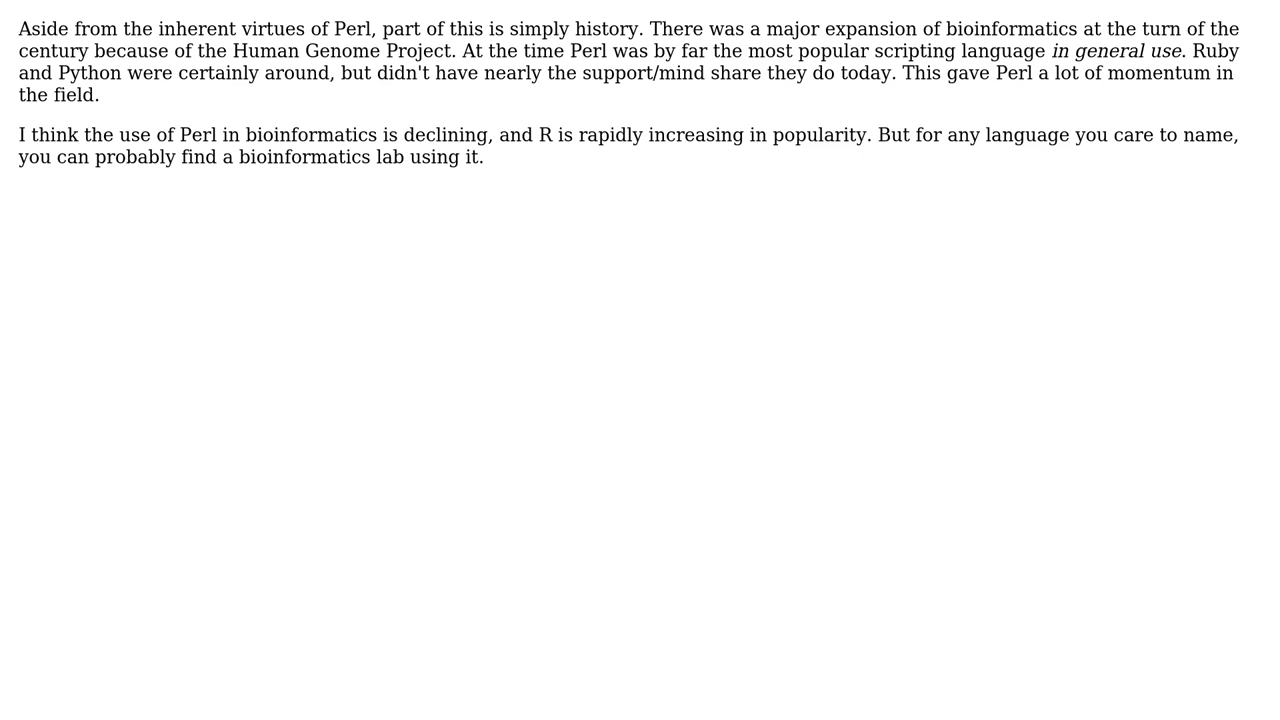 Aside from the inherent virtues of Perl, part of this is simply history. There was a major expansion of bioinformatics at the turn of the
century because of the Human Genome Project. At the time Perl was by far the most popular scripting language in general use. Ruby
and Python were certainly around, but didn't have nearly the support/mind share they do today. This gave Perl a lot of momentum in
the field.
I think the use of Perl in bioinformatics is declining, and R is rapidly increasing in popularity. But for any language you care to name,
you can probably find a bioinformatics lab using it.